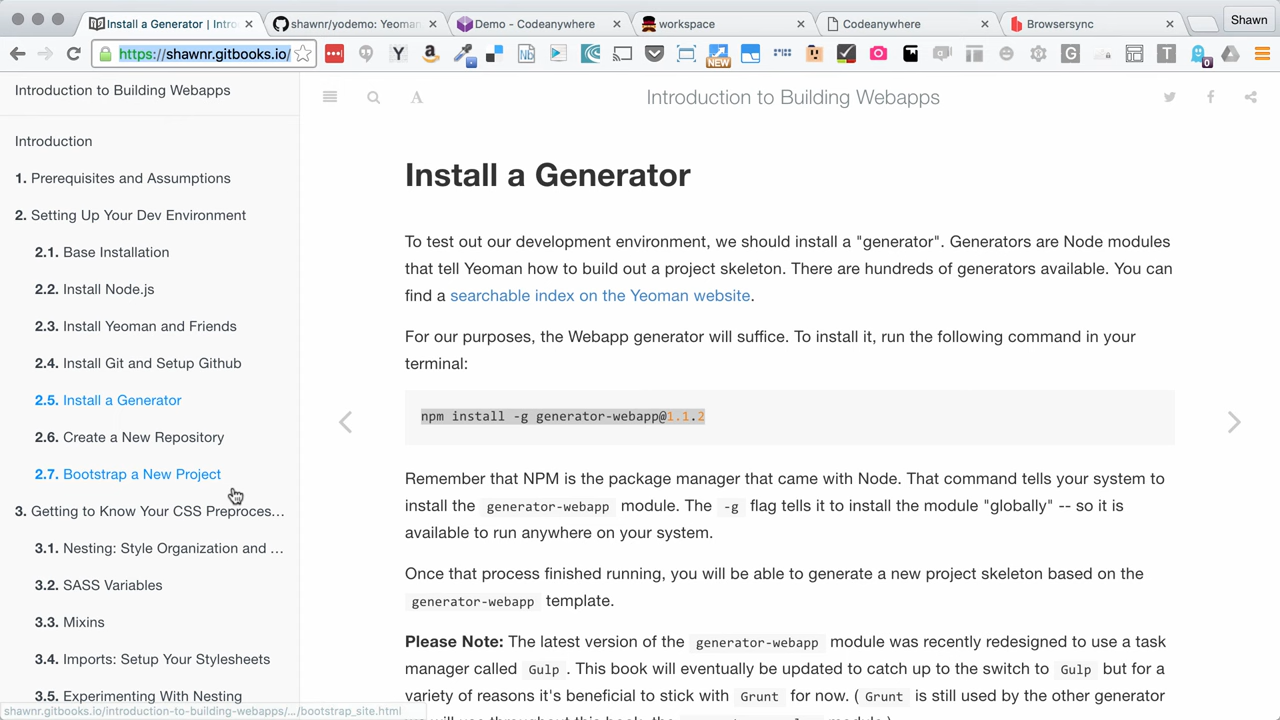 Install a Generator | Intro
shawnr/yodemo: Yeoman
Demo - Codeanywhere
workspace
Codeanywhere
Browsersync
Shawn
https://shawnr.gitbooks.io/
Introduction to Building Webapps
Introduction
1. Prerequisites and Assumptions
2. Setting Up Your Dev Environment
2.1. Base Installation
2.2. Install Node.js
2.3. Install Yeoman and Friends
2.4. Install Git and Setup Github
2.5. Install a Generator
2.6. Create a New Repository
2.7. Bootstrap a New Project
3. Getting to Know Your CSS Preproces…
3.1. Nesting: Style Organization and …
3.2. SASS Variables
3.3. Mixins
3.4. Imports: Setup Your Stylesheets
3.5. Experimenting With Nesting
shawnr.gitbooks.io/introduction-to-building-webapps/…/bootstrap_site.html
Introduction to Building Webapps
Install a Generator
To test out our development environment, we should install a "generator". Generators are Node modules
that tell Yeoman how to build out a project skeleton. There are hundreds of generators available. You can
find a searchable index on the Yeoman website.
For our purposes, the Webapp generator will suffice. To install it, run the following command in your
terminal:
npm install -g generator-webapp@1.1.2
Remember that NPM is the package manager that came with Node. That command tells your system to
install the generator-webapp module. The -g flag tells it to install the module "globally" -- so it is
available to run anywhere on your system.
Once that process finished running, you will be able to generate a new project skeleton based on the
generator-webapp template.
Please Note: The latest version of the generator-webapp module was recently redesigned to use a task
manager called Gulp. This book will eventually be updated to catch up to the switch to Gulp but for a
variety of reasons it's beneficial to stick with Grunt for now. ( Grunt is still used by the other generator